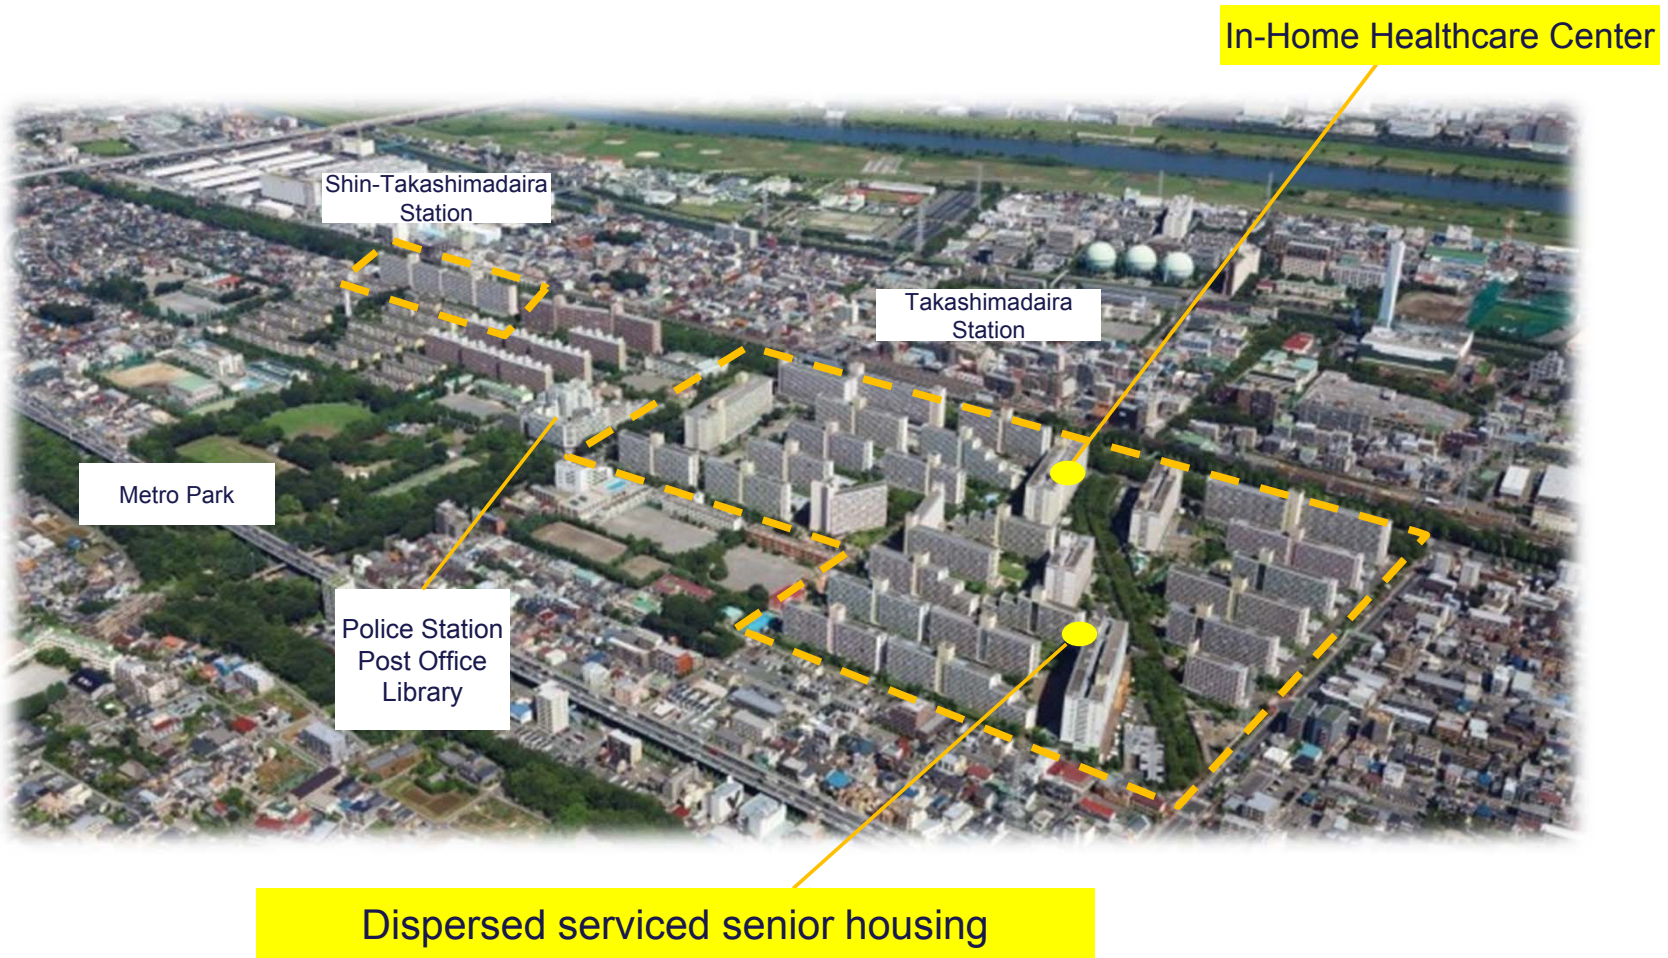 In-Home Healthcare Center
Shin-Takashimadaira
Station
Takashimadaira
Station
Metro Park
Police Station
Post Office
Library
Dispersed serviced senior housing